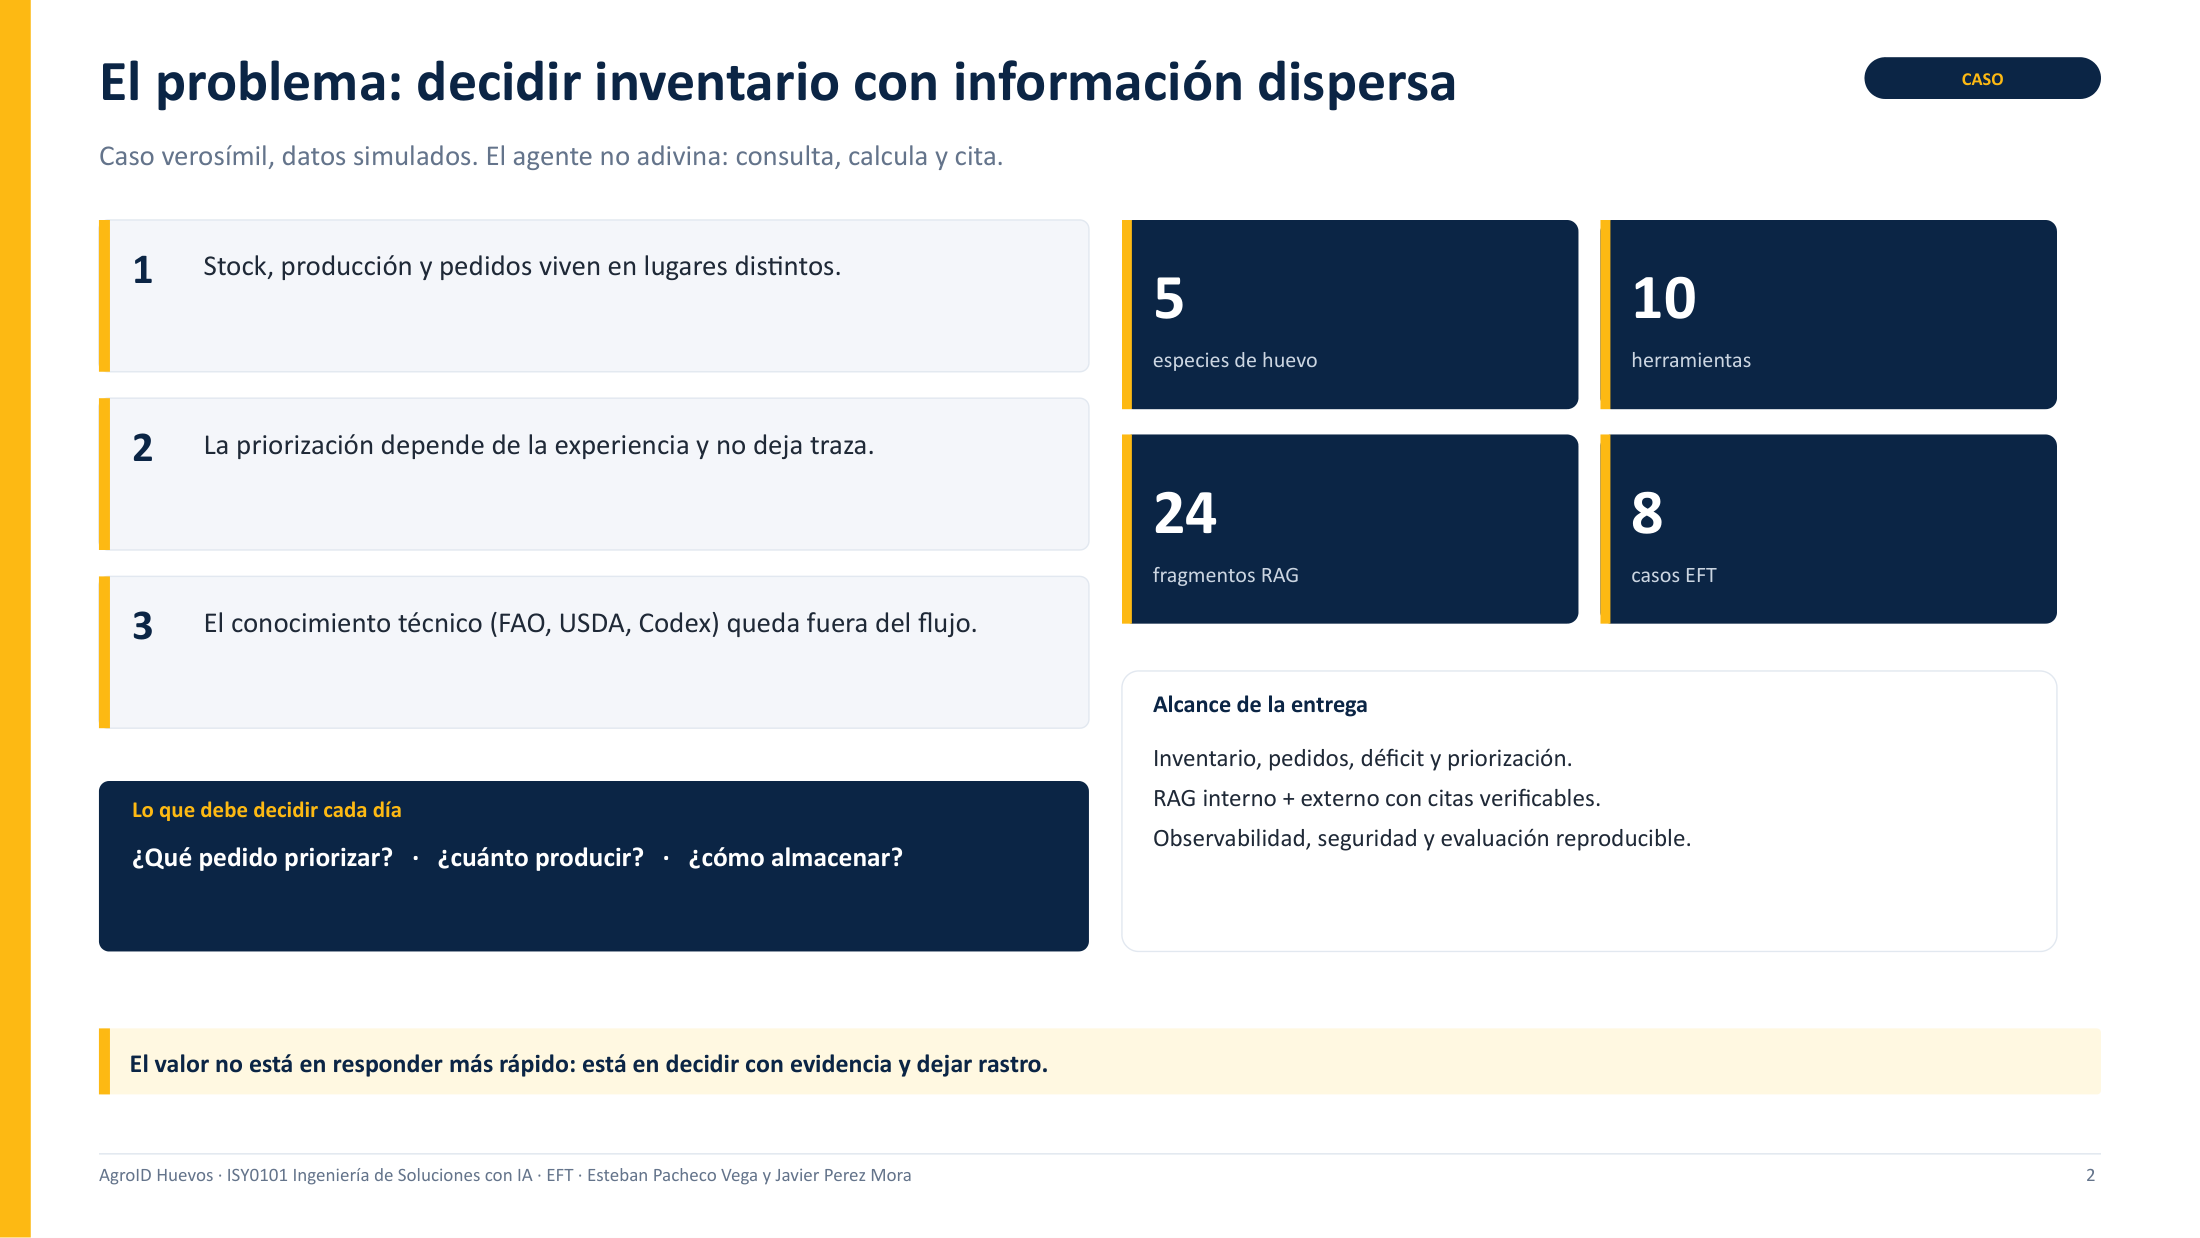 El problema: decidir inventario con información dispersa
CASO
Caso verosímil, datos simulados. El agente no adivina: consulta, calcula y cita.
1
Stock, producción y pedidos viven en lugares distintos.
2
La priorización depende de la experiencia y no deja traza.
3
El conocimiento técnico (FAO, USDA, Codex) queda fuera del flujo.
Lo que debe decidir cada día
¿Qué pedido priorizar? · ¿cuánto producir? · ¿cómo almacenar?
5
especies de huevo
10
herramientas
24
fragmentos RAG
8
casos EFT
Alcance de la entrega
Inventario, pedidos, déficit y priorización.
RAG interno + externo con citas verificables.
Observabilidad, seguridad y evaluación reproducible.
El valor no está en responder más rápido: está en decidir con evidencia y dejar rastro.
AgroID Huevos · ISY0101 Ingeniería de Soluciones con IA · EFT · Esteban Pacheco Vega y Javier Perez Mora
2